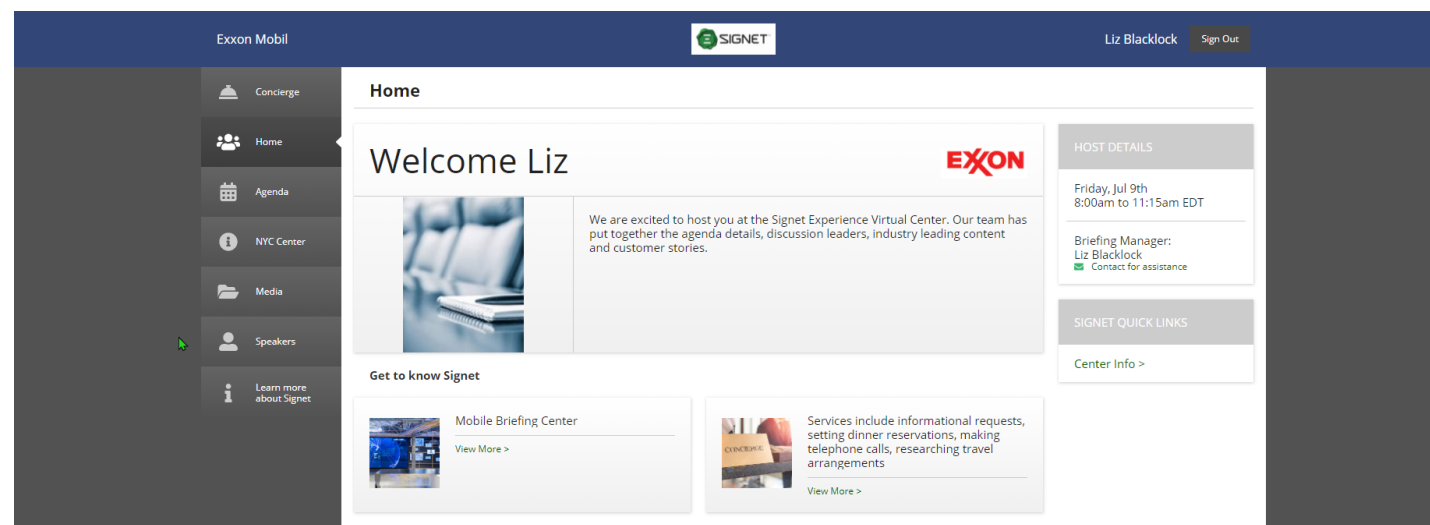 Exxon Mobil
SIGNET
Liz Blacklock
Sign Out
Concierge
Home
Agenda
NYC Center
Media
Speakers
Learn more
about Signet
Home
Welcome Liz
EXXON
We are excited to host you at the Signet Experience Virtual Center. Our team has
put together the agenda details, discussion leaders, industry leading content
and customer stories.
Get to know Signet
Mobile Briefing Center
View More >
CONCIERGE
Services include informational requests,
setting dinner reservations, making
telephone calls, researching travel
arrangements
View More >
HOST DETAILS
Friday, Jul 9th
8:00am to 11:15am EDT
Briefing Manager:
Liz Blacklock
Contact for assistance
SIGNET QUICK LINKS
Center Info >